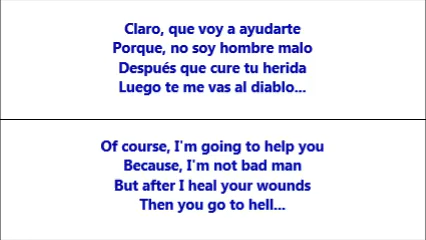 Claro, que voy a ayudarte
Porque, no soy hombre malo
Después que cure tu herida
Luego te me vas al diablo...
Of course, I'm going to help you
Because, I'm not bad man
But after I heal your wounds
Then you go to hell...